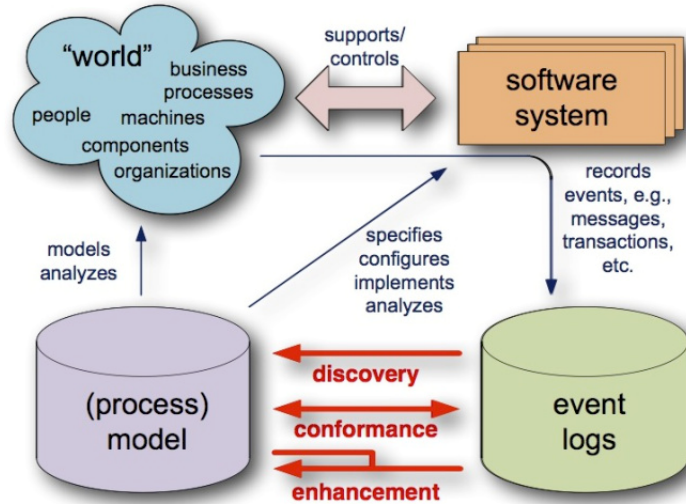 “world”
business
processes
people
machines
components
organizations
supports/
controls
software
system
records
events, e.g.,
messages,
transactions,
etc.
models
analyzes
specifies
configures
implements
analyzes
(process)
model
discovery
conformance
enhancement
event
logs